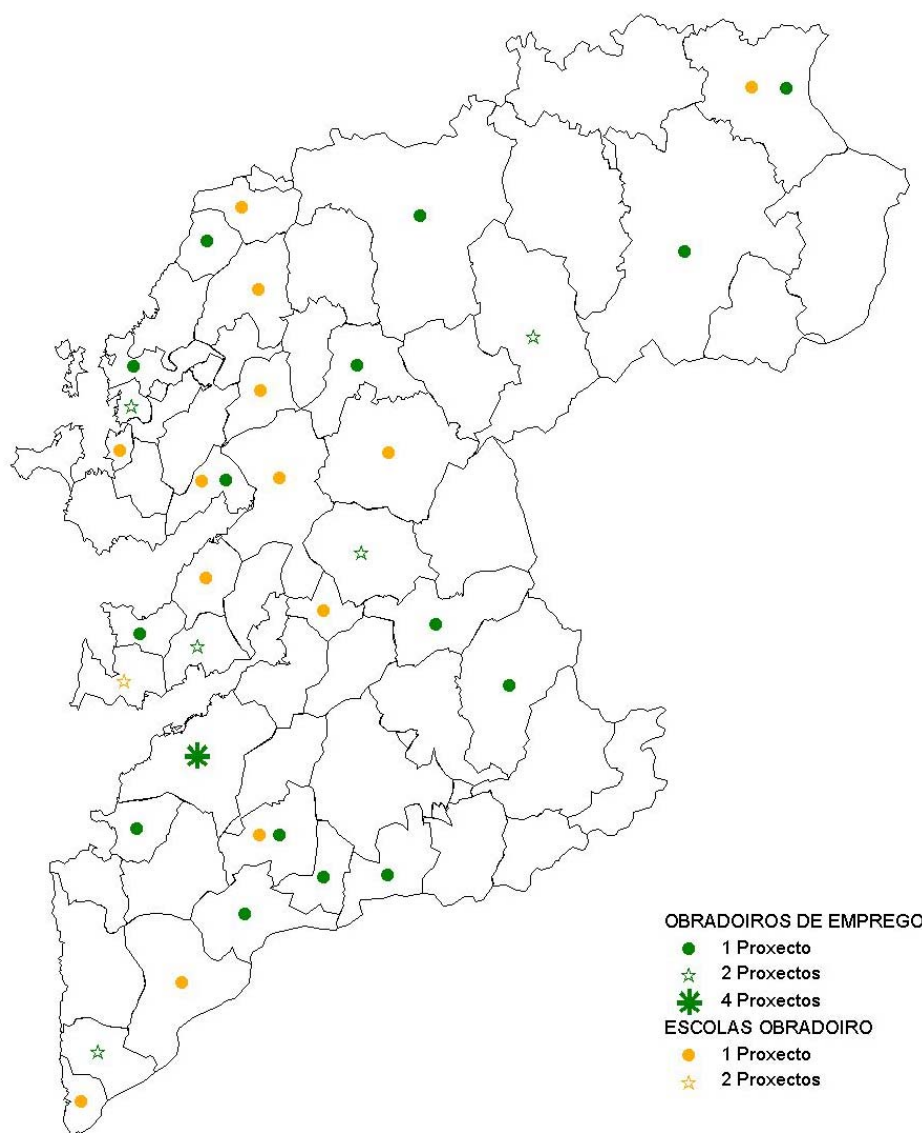 OBRADOIROS DE EMPREGO
1 Proxecto
2 Proxectos
4 Proxectos
ESCOLAS OBRADOIRO
1 Proxecto
2 Proxectos